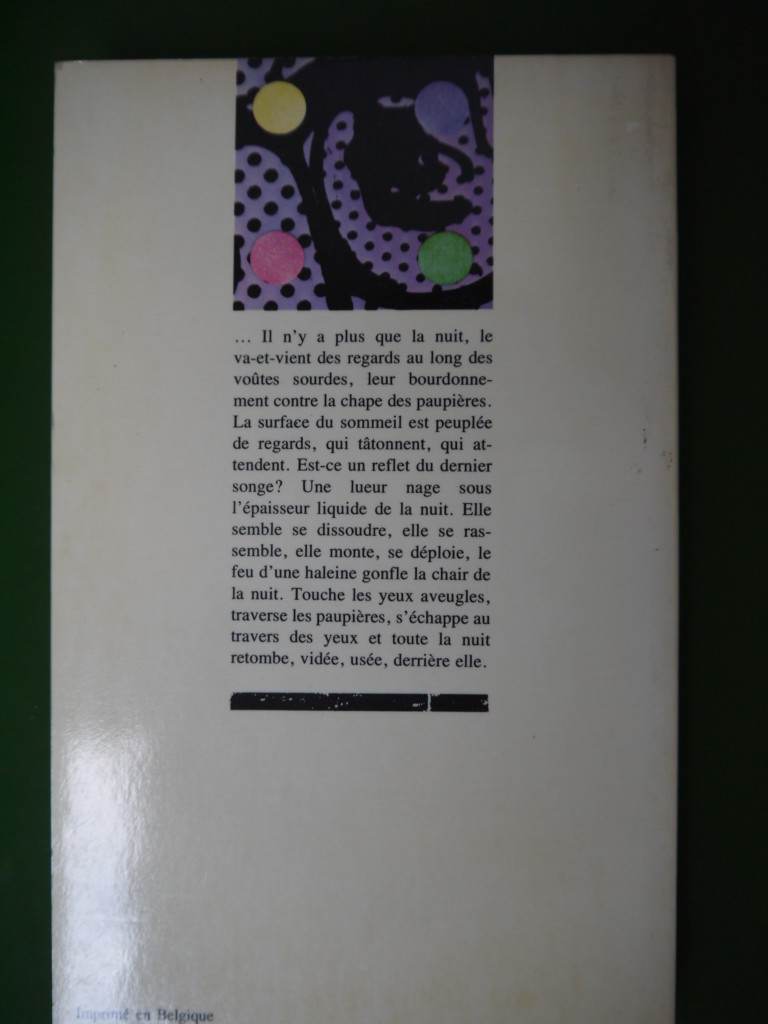 ... Il n'y a plus que la nuit, le
va-et-vient des regards au long des
voûtes sourdes, leur bourdonne-
ment contre la chape des paupières.
La surface du sommeil est peuplée
de regards, qui tâtonnent, qui at-
tendent. Est-ce un reflet du dernier
songe? Une lueur nage sous
l'épaisseur liquide de la nuit. Elle
semble se dissoudre, elle se ras-
semble, elle monte, se déploie, le
feu d'une haleine gonfle la chair de
la nuit. Touche les yeux aveugles,
traverse les paupières, s'échappe au
travers des yeux et toute la nuit
retombe, vidée, usée, derrière elle.
Imprimé en Belgique